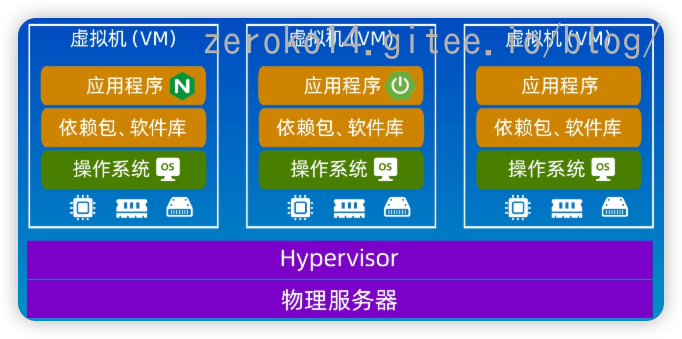 虚拟机(VM)
虚拟机(VM)
虚拟机(VM)
zeroko14.gitee.io/blog/
应用程序 N
应用程序
应用程序
依赖包、软件库
依赖包、软件库
依赖包、软件库
操作系统 OS
操作系统 OS
操作系统 OS
Hypervisor
物理服务器